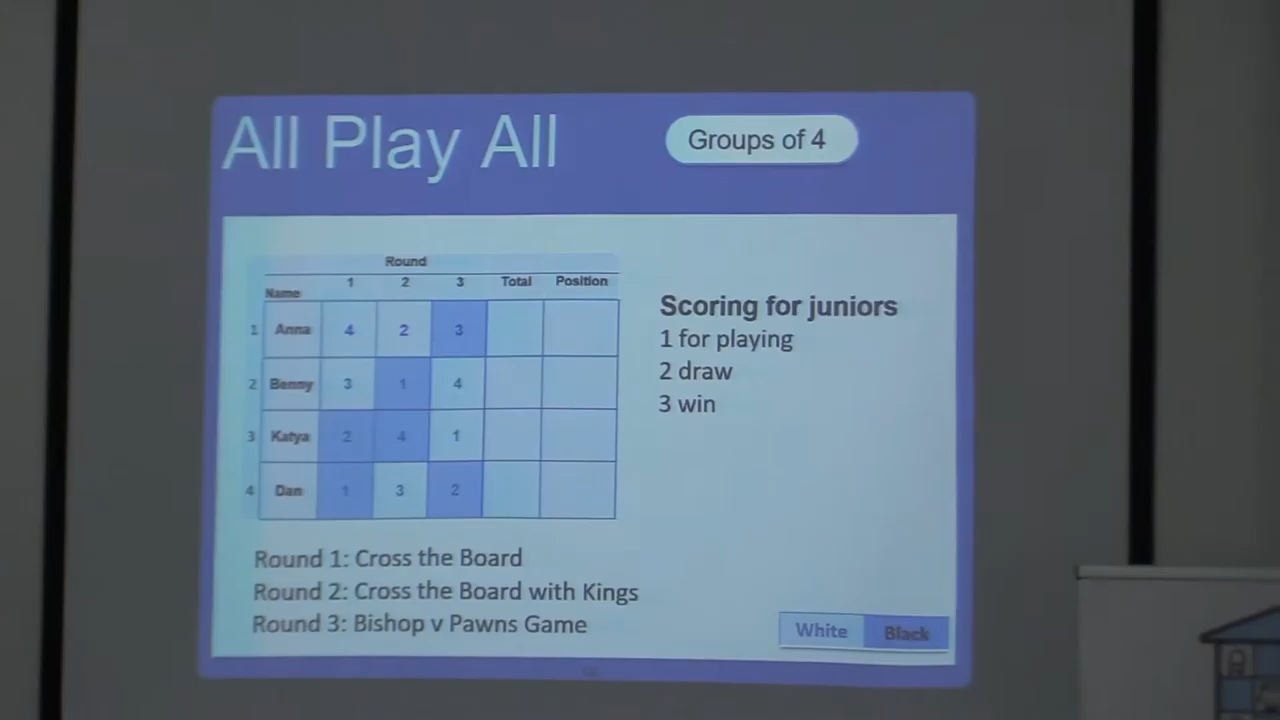 All Play All
Groups of 4
Round
Name 1 2 3 Total Position
1 Anna 4 2 3
2 Benny 3 1 4
3 Katya 2 4 1
4 Dan 1 3 2
Scoring for juniors
1 for playing
2 draw
3 win
Round 1: Cross the Board
Round 2: Cross the Board with Kings
Round 3: Bishop v Pawns Game
White Black